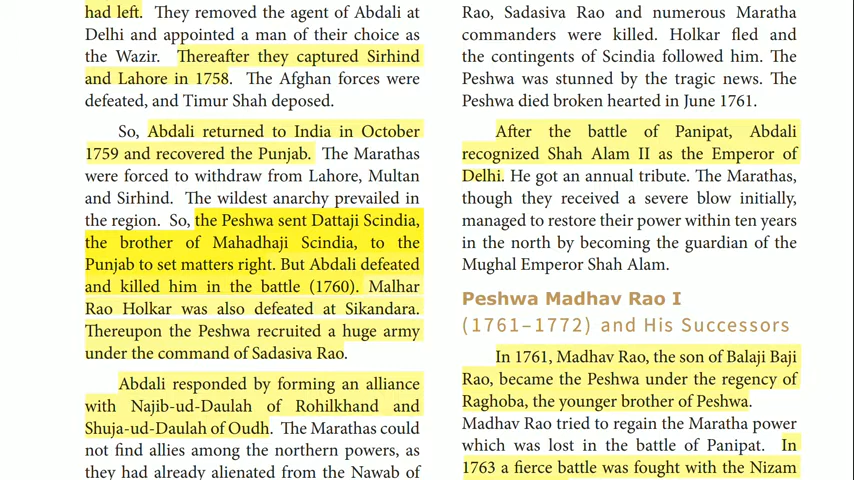 had left. They removed the agent of Abdali at
Delhi and appointed a man of their choice as
the Wazir. Thereafter they captured Sirhind
and Lahore in 1758. The Afghan forces were
defeated, and Timur Shah deposed.
So, Abdali returned to India in October
1759 and recovered the Punjab. The Marathas
were forced to withdraw from Lahore, Multan
and Sirhind. The wildest anarchy prevailed in
the region. So, the Peshwa sent Dattaji Scindia,
the brother of Mahadhaji Scindia, to the
Punjab to set matters right. But Abdali defeated
and killed him in the battle (1760). Malhar
Rao Holkar was also defeated at Sikandara.
Thereupon the Peshwa recruited a huge army
under the command of Sadasiva Rao.
Abdali responded by forming an alliance
with Najib-ud-Daulah of Rohilkhand and
Shuja-ud-Daulah of Oudh. The Marathas could
not find allies among the northern powers, as
they had already alienated from the Nawab of
Rao, Sadasiva Rao and numerous Maratha
commanders were killed. Holkar fled and
the contingents of Scindia followed him. The
Peshwa was stunned by the tragic news. The
Peshwa died broken hearted in June 1761.
After the battle of Panipat, Abdali
recognized Shah Alam II as the Emperor of
Delhi. He got an annual tribute. The Marathas,
though they received a severe blow initially,
managed to restore their power within ten years
in the north by becoming the guardian of the
Mughal Emperor Shah Alam.
Peshwa Madhav Rao I
(1761–1772) and His Successors
In 1761, Madhav Rao, the son of Balaji Baji
Rao, became the Peshwa under the regency of
Raghoba, the younger brother of Peshwa.
Madhav Rao tried to regain the Maratha power
which was lost in the battle of Panipat. In
1763 a fierce battle was fought with the Nizam